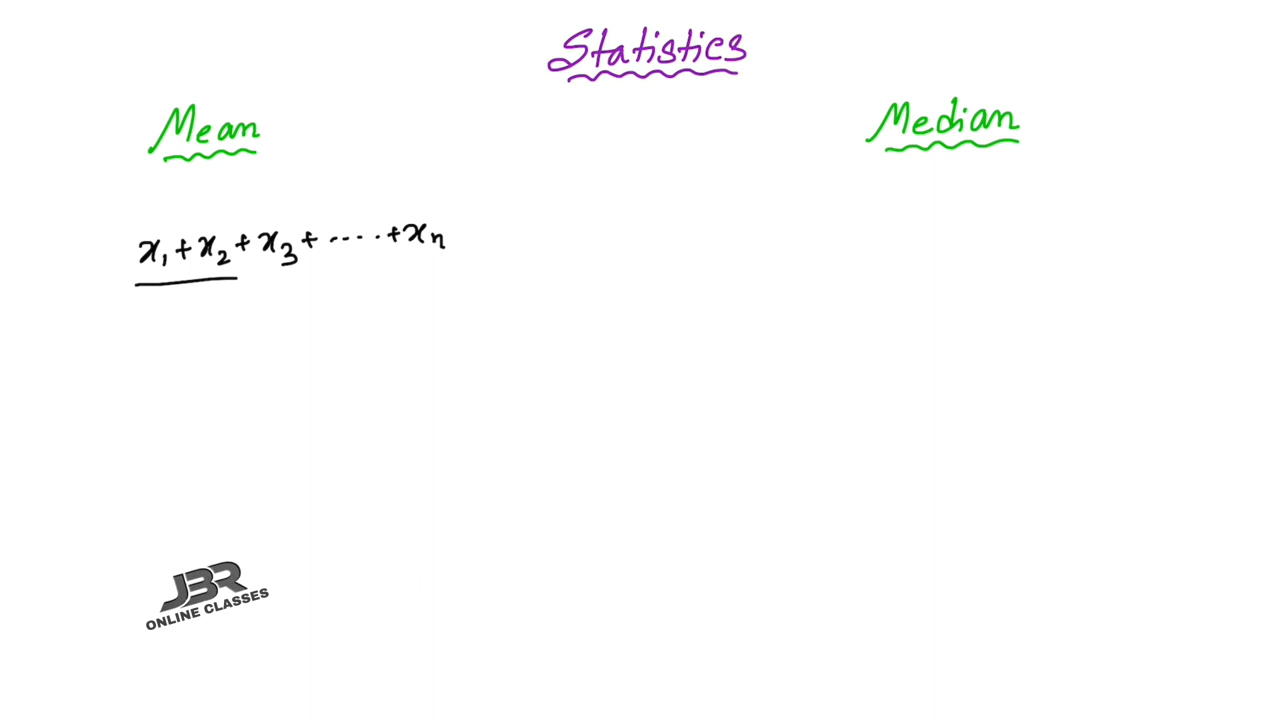 Statistics
Mean
Median
x₁ + x₂ + x₃ + ..... + xₙ
JBR
ONLINE CLASSES